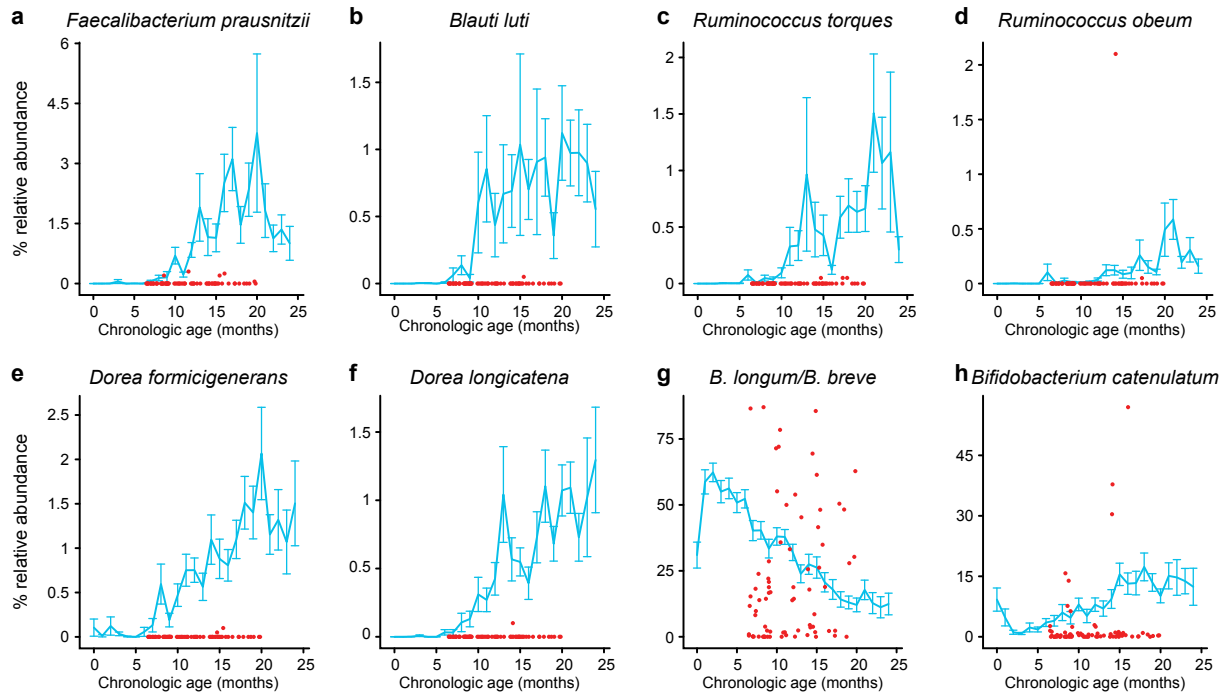 a Faecalibacterium prausnitzii
b Blauti luti
c Ruminococcus torques
d Ruminococcus obeum
% relative abundance
6
4.5
3
1.5
0
0 5 10 15 20 25
Chronologic age (months)
1.5
1
0.5
0
0 5 10 15 20 25
Chronologic age (months)
2
1.5
1
0.5
0
0 5 10 15 20 25
Chronologic age (months)
2
1.5
1
0.5
0
0 5 10 15 20 25
Chronologic age (months)
e Dorea formicigenerans
f Dorea longicatena
g B. longum/B. breve
h Bifidobacterium catenulatum
% relative abundance
2.5
2
1.5
1
0.5
0
0 5 10 15 20 25
Chronologic age (months)
1.5
1
0.5
0
0 5 10 15 20 25
Chronologic age (months)
75
50
25
0
0 5 10 15 20 25
Chronologic age (months)
45
30
15
0
0 5 10 15 20 25
Chronologic age (months)